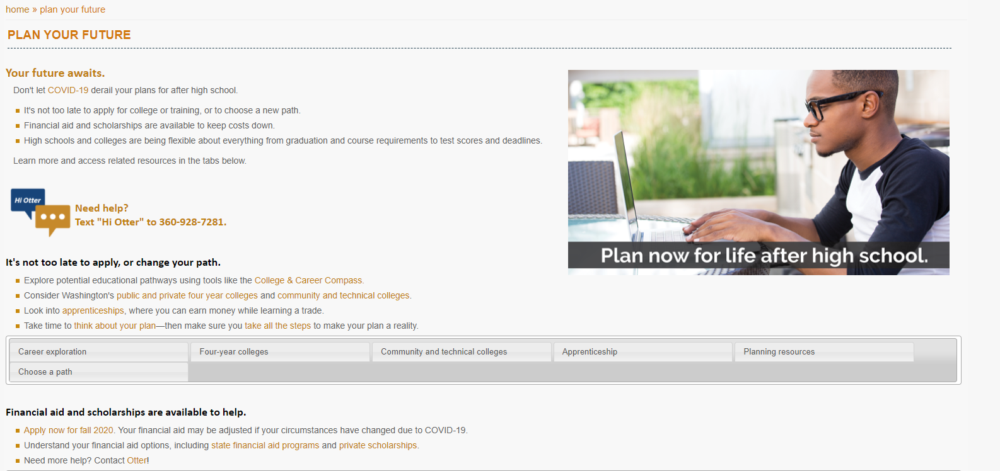 home » plan your future
PLAN YOUR FUTURE
Your future awaits.
Don't let COVID-19 derail your plans for after high school.
It's not too late to apply for college or training, or to choose a new path.
Financial aid and scholarships are available to keep costs down.
High schools and colleges are being flexible about everything from graduation and course requirements to test scores and deadlines.
Learn more and access related resources in the tabs below.
Hi Otter
Need help?
Text "Hi Otter" to 360-928-7281.
Plan now for life after high school.
It's not too late to apply, or change your path.
Explore potential educational pathways using tools like the College & Career Compass.
Consider Washington's public and private four year colleges and community and technical colleges.
Look into apprenticeships, where you can earn money while learning a trade.
Take time to think about your plan—then make sure you take all the steps to make your plan a reality.
Career exploration
Four-year colleges
Community and technical colleges
Apprenticeship
Planning resources
Choose a path
Financial aid and scholarships are available to help.
Apply now for fall 2020. Your financial aid may be adjusted if your circumstances have changed due to COVID-19.
Understand your financial aid options, including state financial aid programs and private scholarships.
Need more help? Contact Otter!